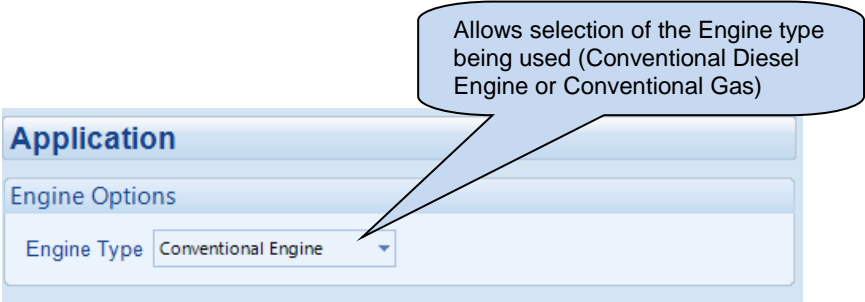 Allows selection of the Engine type
being used (Conventional Diesel
Engine or Conventional Gas)
Application
Engine Options
Engine Type Conventional Engine